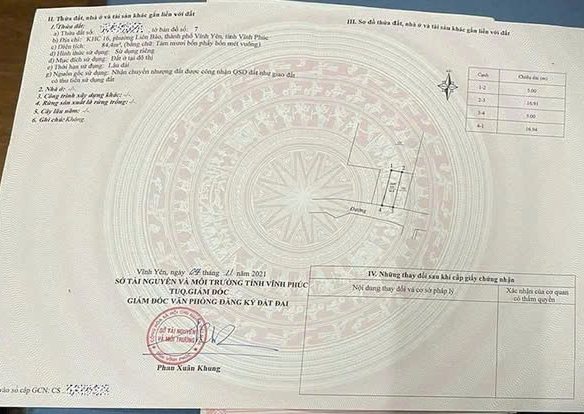 II. Thửa đất, nhà ở và tài sản khác gắn liền với đất
1. Thửa đất:
a) Thửa đất số: tờ bản đồ số: 7
b) Địa chỉ: KHC 16, phường Liên Bảo, thành phố Vĩnh Yên, tỉnh Vĩnh Phúc
c) Diện tích: 84,4m², (bằng chữ: Tám mươi bốn phẩy bốn mét vuông)
d) Hình thức sử dụng: Sử dụng riêng
đ) Mục đích sử dụng: Đất ở tại đô thị
e) Thời hạn sử dụng: Lâu dài
g) Nguồn gốc sử dụng: Nhận chuyển nhượng đất được công nhận QSD đất như giao đất
có thu tiền sử dụng đất
2. Nhà ở: -/-
3. Công trình xây dựng khác: -/-
4. Rừng sản xuất là rừng trồng: -/-
5. Cây lâu năm: -/-
6. Ghi chú: Không.
Vĩnh Yên, ngày 04 tháng 11 năm 2021
SỞ TÀI NGUYÊN VÀ MÔI TRƯỜNG TỈNH VĨNH PHÚC
TUQ.GIÁM ĐỐC
GIÁM ĐỐC VĂN PHÒNG ĐĂNG KÝ ĐẤT ĐAI
SỞ TÀI NGUYÊN
VÀ MÔI TRƯỜNG
Phan Xuân Khung
vào sổ cấp GCN: CS
III. Sơ đồ thửa đất, nhà ở và tài sản khác gắn liền với đất
Cạnh Chiều dài (m)
1-2 5.00
2-3 16.91
3-4 5.00
4-1 16.94
Đường
IV. Những thay đổi sau khi cấp giấy chứng nhận
Nội dung thay đổi và cơ sở pháp lý
Xác nhận của cơ quan
có thẩm quyền